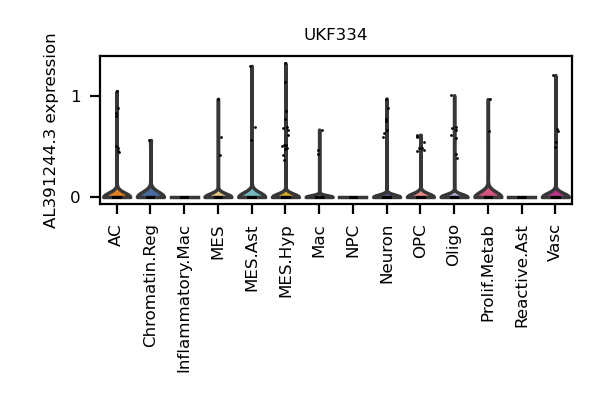 UKF334
AL391244.3 expression
1
0
AC
Chromatin.Reg
Inflammatory.Mac
MES
MES.Ast
MES.Hyp
Mac
NPC
Neuron
OPC
Oligo
Prolif.Metab
Reactive.Ast
Vasc